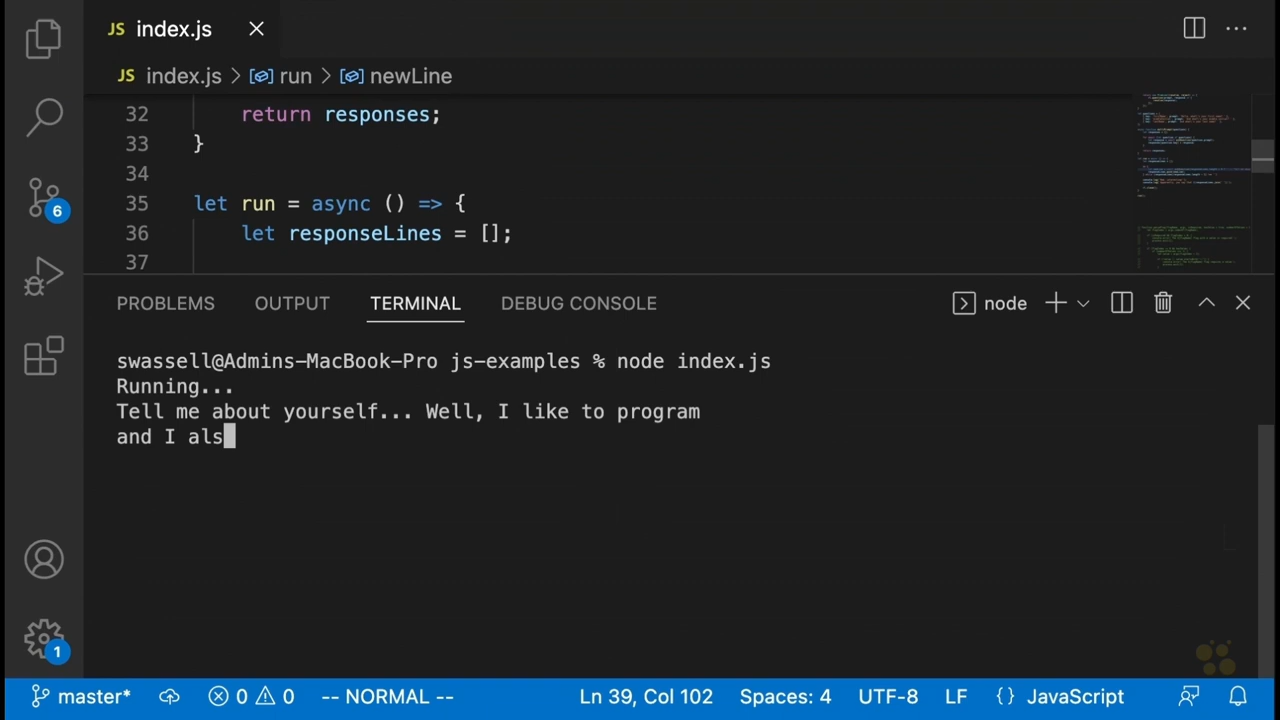 JS index.js
JS index.js > run > newLine
32 return responses;
33 }
34
35 let run = async () => {
36 let responseLines = [];
37
6
PROBLEMS OUTPUT TERMINAL DEBUG CONSOLE node
swassell@Admins-MacBook-Pro js-examples % node index.js
Running...
Tell me about yourself... Well, I like to program
and I als
1
master* 0 0 -- NORMAL -- Ln 39, Col 102 Spaces: 4 UTF-8 LF {} JavaScript